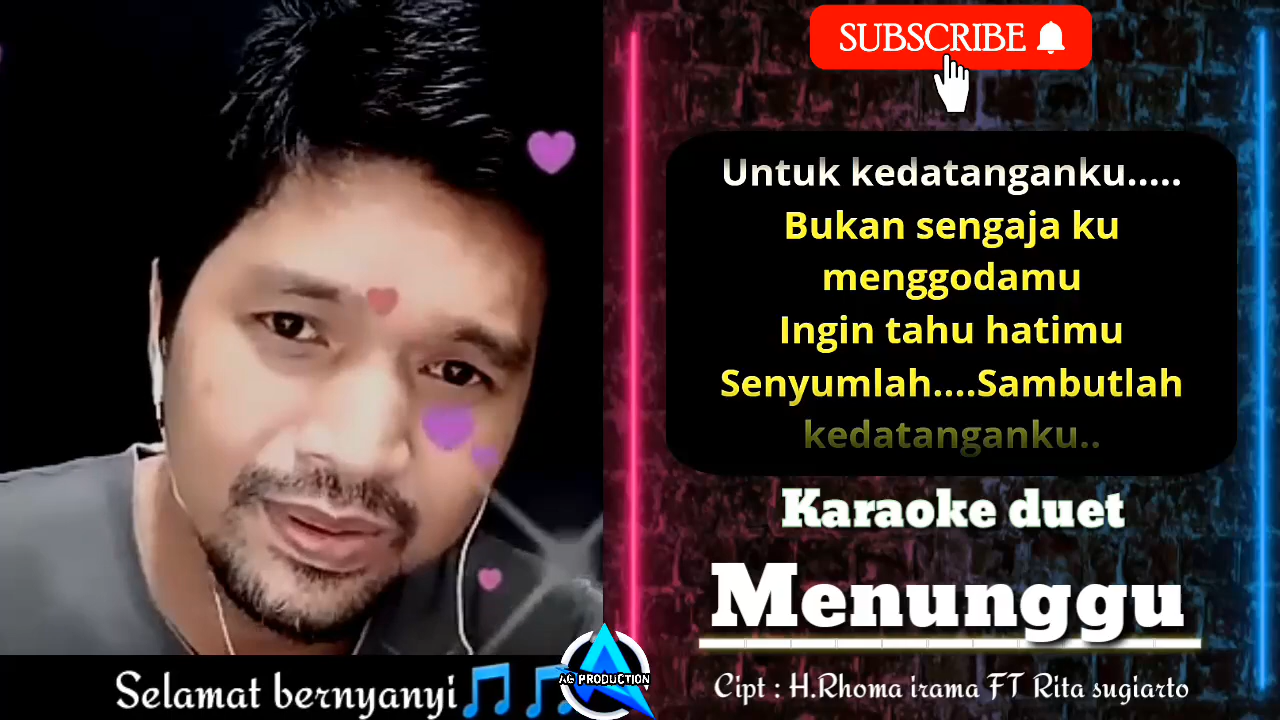 SUBSCRIBE
Untuk kedatanganku.....
Bukan sengaja ku
menggodamu
Ingin tahu hatimu
Senyumlah....Sambutlah
kedatanganku..
Karaoke duet
Menunggu
Cipt : H.Rhoma irama FT Rita sugiarto
Selamat bernyanyi
AG PRODUCTION